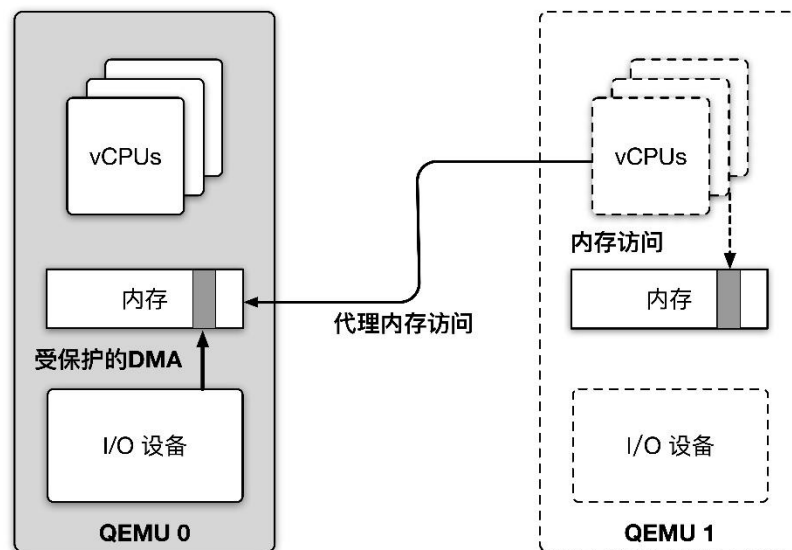 vCPUs
内存
受保护的DMA
I/O 设备
QEMU 0
代理内存访问
vCPUs
内存访问
内存
I/O 设备
QEMU 1